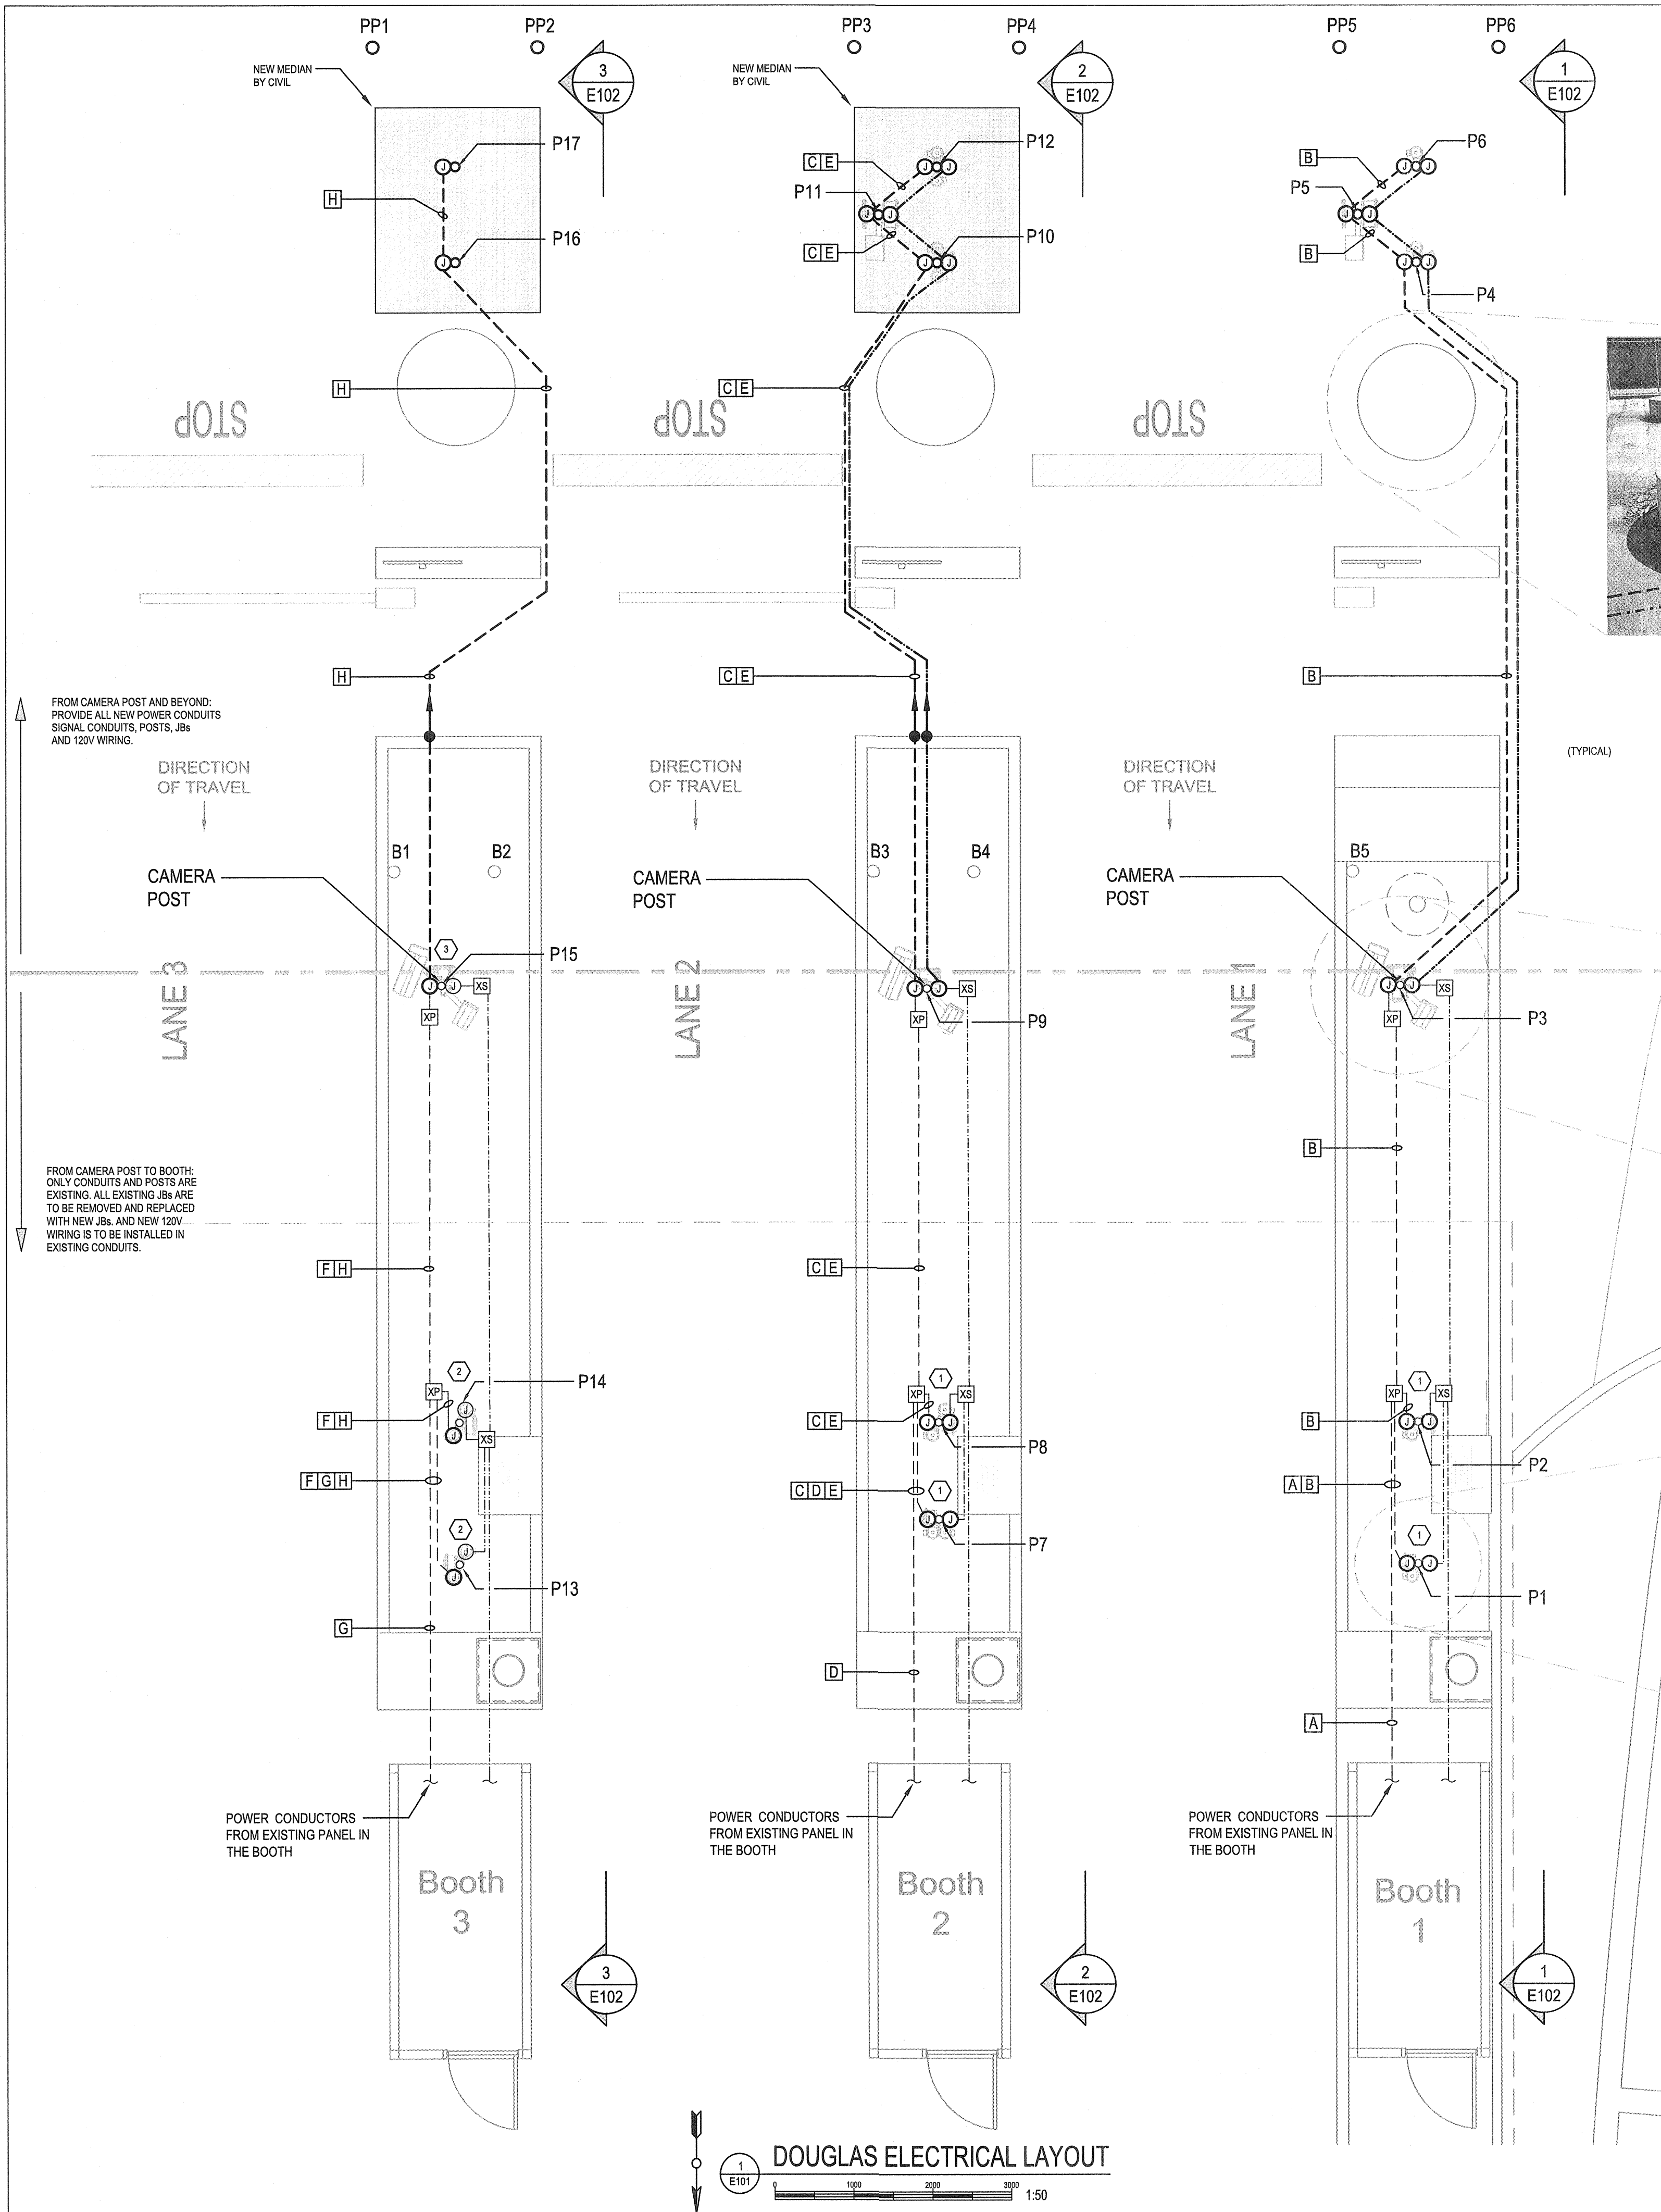 PP1
PP2
PP3
PP4
PP5
PP6
NEW MEDIAN
BY CIVIL
3
E102
NEW MEDIAN
BY CIVIL
2
E102
1
E102
P17
H
P16
C E
P12
P11
C E
P10
B
P6
P5
B
P4
H
C E
STOP
STOP
STOP
H
C E
B
FROM CAMERA POST AND BEYOND:
PROVIDE ALL NEW POWER CONDUITS
SIGNAL CONDUITS, POSTS, JBs
AND 120V WIRING.
(TYPICAL)
DIRECTION
OF TRAVEL
DIRECTION
OF TRAVEL
DIRECTION
OF TRAVEL
B1
B2
B3
B4
B5
CAMERA
POST
CAMERA
POST
CAMERA
POST
3
P15
J J XS
XP
J J XS
XP
P9
J J XS
XP
P3
LANE 3
LANE 2
LANE 1
B
FROM CAMERA POST TO BOOTH:
ONLY CONDUITS AND POSTS ARE
EXISTING. ALL EXISTING JBs ARE
TO BE REMOVED AND REPLACED
WITH NEW JBs. AND NEW 120V
WIRING IS TO BE INSTALLED IN
EXISTING CONDUITS.
F H
C E
2
XP
P14
F H
J
J
XS
F G H
2
J
J
P13
G
1
XP
XS
C E
J J
P8
C D E
1
J J
P7
D
1
XP
XS
B
J J
P2
A B
1
J J
P1
A
POWER CONDUCTORS
FROM EXISTING PANEL IN
THE BOOTH
POWER CONDUCTORS
FROM EXISTING PANEL IN
THE BOOTH
POWER CONDUCTORS
FROM EXISTING PANEL IN
THE BOOTH
Booth
3
Booth
2
Booth
1
3
E102
2
E102
1
E102
1
E101
DOUGLAS ELECTRICAL LAYOUT
0 1000 2000 3000
1:50